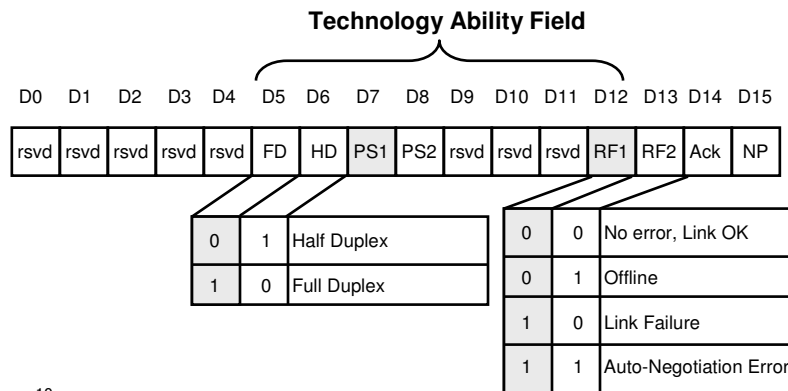 Technology Ability Field
D0 D1 D2 D3 D4 D5 D6 D7 D8 D9 D10 D11 D12 D13 D14 D15
rsvd rsvd rsvd rsvd rsvd FD HD PS1 PS2 rsvd rsvd rsvd RF1 RF2 Ack NP
0 1 Half Duplex
1 0 Full Duplex
0 0 No error, Link OK
0 1 Offline
1 0 Link Failure
1 1 Auto-Negotiation Error